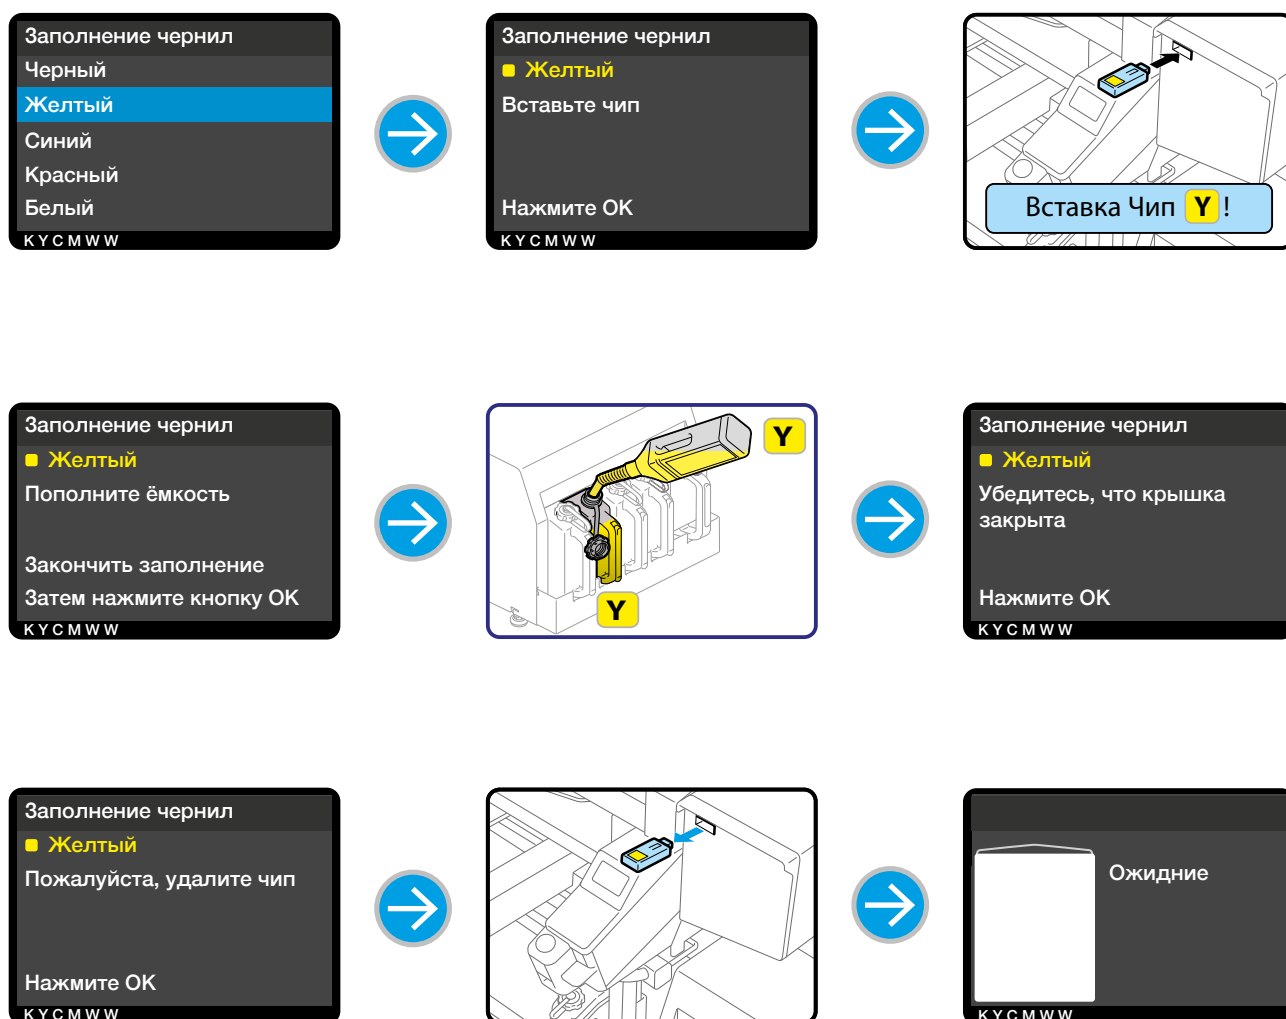 Заполнение чернил
Черный
Желтый
Синий
Красный
Белый
K Y C M W W
Заполнение чернил
Желтый
Вставьте чип
Нажмите OK
K Y C M W W
Вставка Чип Y !
Заполнение чернил
Желтый
Пополните ёмкость
Закончить заполнение
Затем нажмите кнопку OK
K Y C M W W
Y
Y
Заполнение чернил
Желтый
Убедитесь, что крышка
закрыта
Нажмите OK
K Y C M W W
Заполнение чернил
Желтый
Пожалуйста, удалите чип
Нажмите OK
K Y C M W W
Ожидние
K Y C M W W